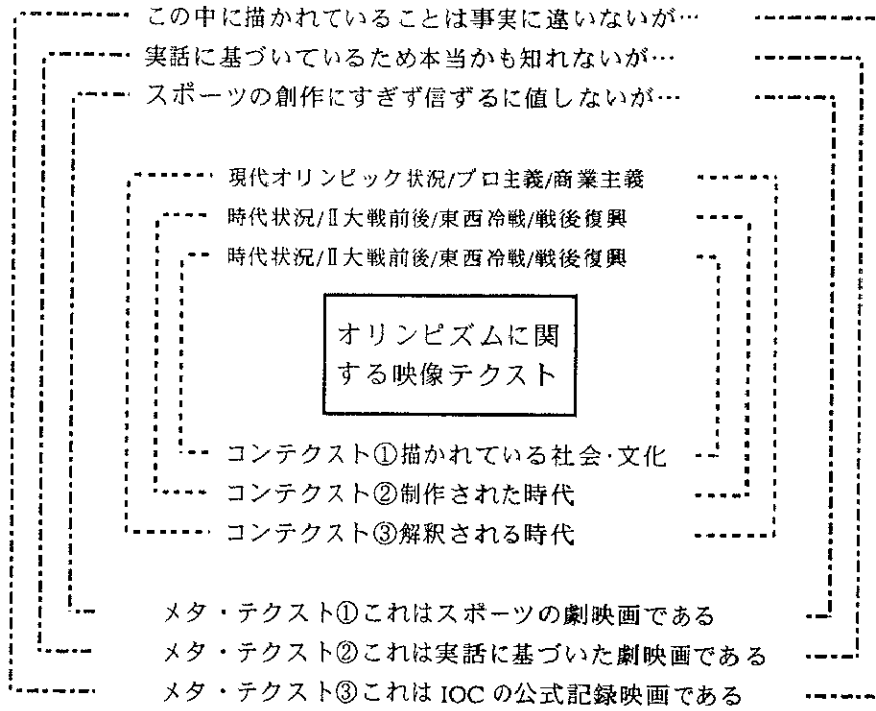 この中に描かれていることは事実に違いないが…
実話に基づいているため本当かも知れないが…
スポーツの創作にすぎず信ずるに値しないが…
現代オリンピック状況/プロ主義/商業主義
時代状況/Ⅱ大戦前後/東西冷戦/戦後復興
時代状況/Ⅱ大戦前後/東西冷戦/戦後復興
オリンピズムに関
する映像テクスト
コンテクスト①描かれている社会・文化
コンテクスト②制作された時代
コンテクスト③解釈される時代
メタ・テクスト①これはスポーツの劇映画である
メタ・テクスト②これは実話に基づいた劇映画である
メタ・テクスト③これは IOC の公式記録映画である